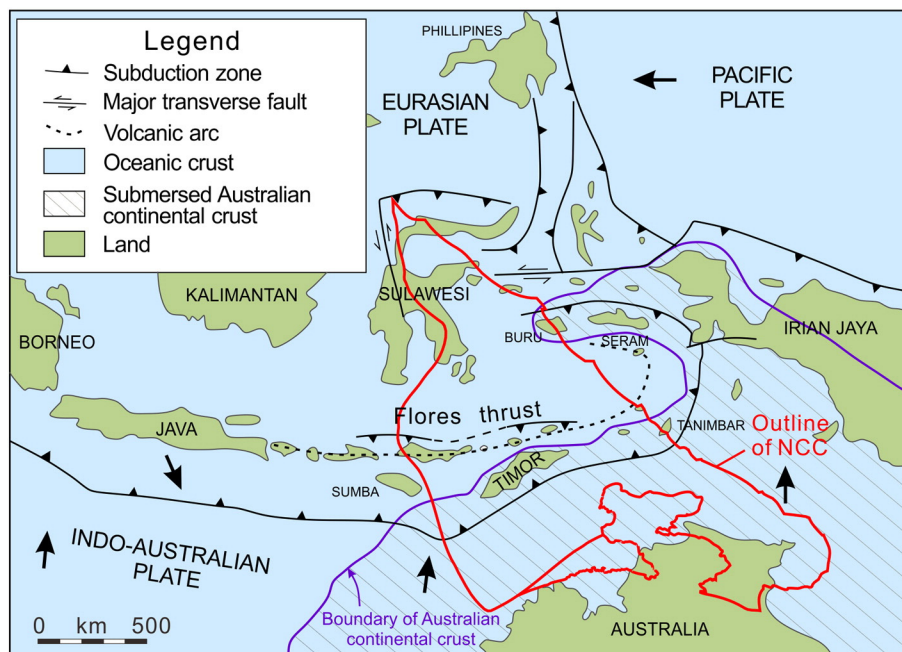 Legend
Subduction zone
Major transverse fault
Volcanic arc
Oceanic crust
Submersed Australian
continental crust
Land
PHILLIPINES
EURASIAN
PLATE
PACIFIC
PLATE
KALIMANTAN
SULAWESI
BORNEO
BURU
SERAM
IRIAN JAYA
JAVA
Flores thrust
TANIMBAR
Outline
of NCC
SUMBA
TIMOR
INDO-AUSTRALIAN
PLATE
Boundary of Australian
continental crust
AUSTRALIA
0 km 500